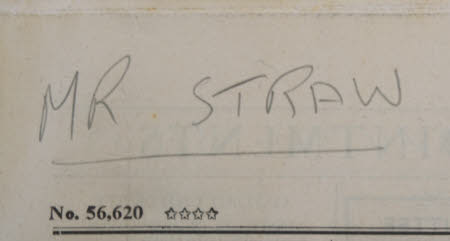 MR STRAW
No. 56,620 ☆☆☆☆